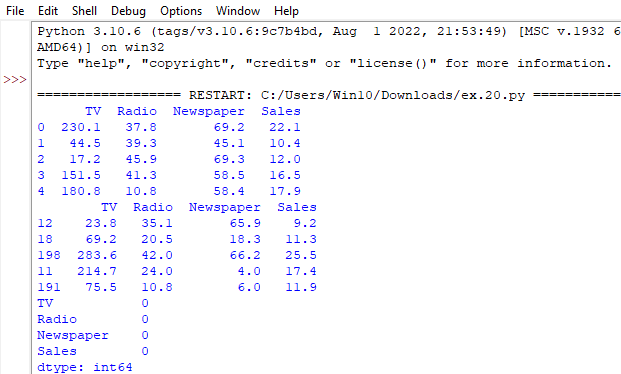 File Edit Shell Debug Options Window Help
Python 3.10.6 (tags/v3.10.6:9c7b4bd, Aug  1 2022, 21:53:49) [MSC v.1932 6
AMD64)] on win32
Type "help", "copyright", "credits" or "license()" for more information.
>>>
================== RESTART: C:/Users/Win10/Downloads/ex.20.py ===========
      TV  Radio  Newspaper  Sales
0  230.1   37.8       69.2   22.1
1   44.5   39.3       45.1   10.4
2   17.2   45.9       69.3   12.0
3  151.5   41.3       58.5   16.5
4  180.8   10.8       58.4   17.9
        TV  Radio  Newspaper  Sales
12    23.8   35.1       65.9    9.2
18    69.2   20.5       18.3   11.3
198  283.6   42.0       66.2   25.5
11   214.7   24.0        4.0   17.4
191   75.5   10.8        6.0   11.9
TV           0
Radio        0
Newspaper    0
Sales        0
dtype: int64